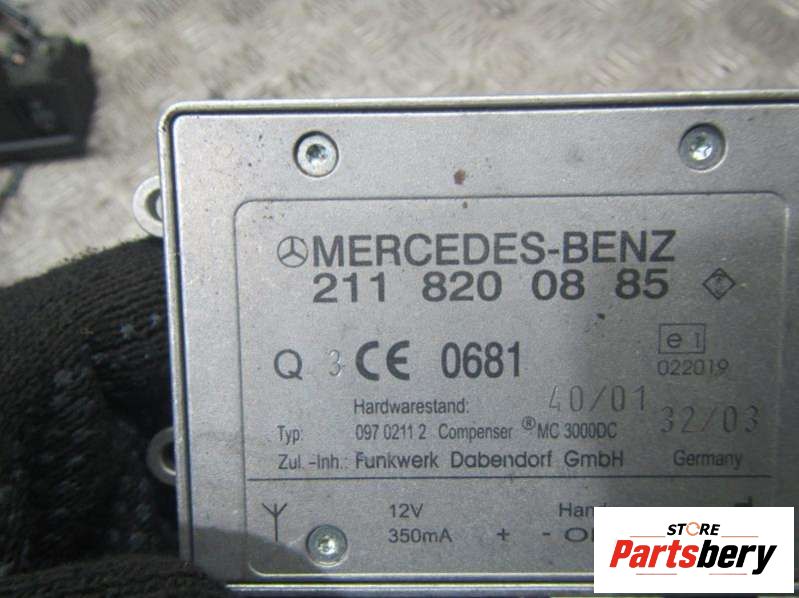 MERCEDES-BENZ
211 820 08 85
Q 3 CE 0681
e 1
022019
Hardwarestand: 40/01 32/03
Typ: 097 0211 2 Compenser ® MC 3000DC
Zul. -Inh.: Funkwerk Dabendorf GmbH Germany
12V
350mA + -
STORE
Partsbery